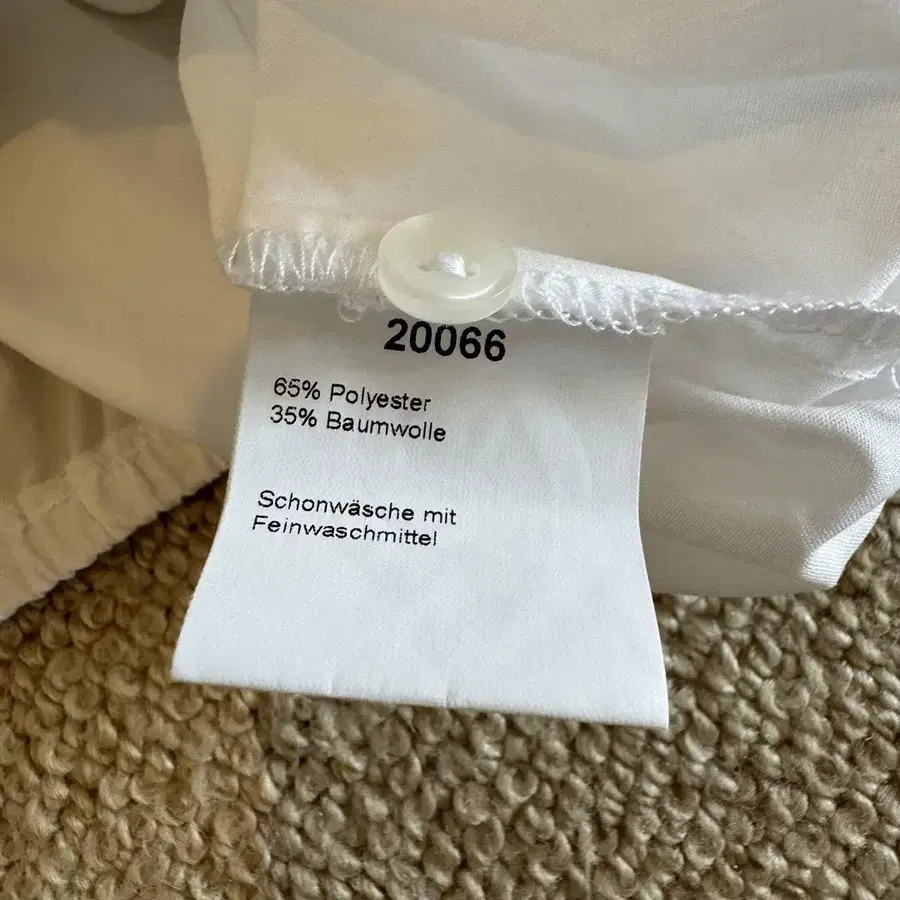 20066
65% Polyester
35% Baumwolle
Schonwäsche mit
Feinwaschmittel